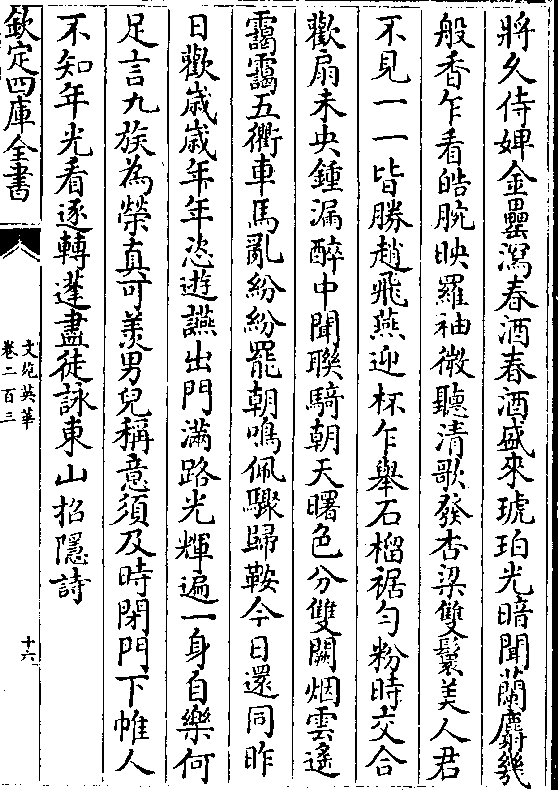 將久侍婢金罍瀉春酒春酒盛來琥珀光暗聞蘭麝幾
般香乍看皓腕映羅袖微聽清歌發杏梁雙鬟美人君
不見一一皆勝趙飛燕迎杯乍舉石榴裙勻粉時交合
歡扇未央鍾漏醉中聞聯騎朝天曙色分雙闕烟雲遙
靄靄五衢車馬亂紛紛罷朝鳴佩驟歸鞍今日還同昨
日歡歳歳年年恣遊讌出門滿路光輝遍一身自樂何
足言九族為榮真可羨男兒稱意須及時閉門下帷人
不知年光看逐轉蓬盡徒詠東山招隱詩
欽定四庫全書
文苑英華
卷二百三
十六